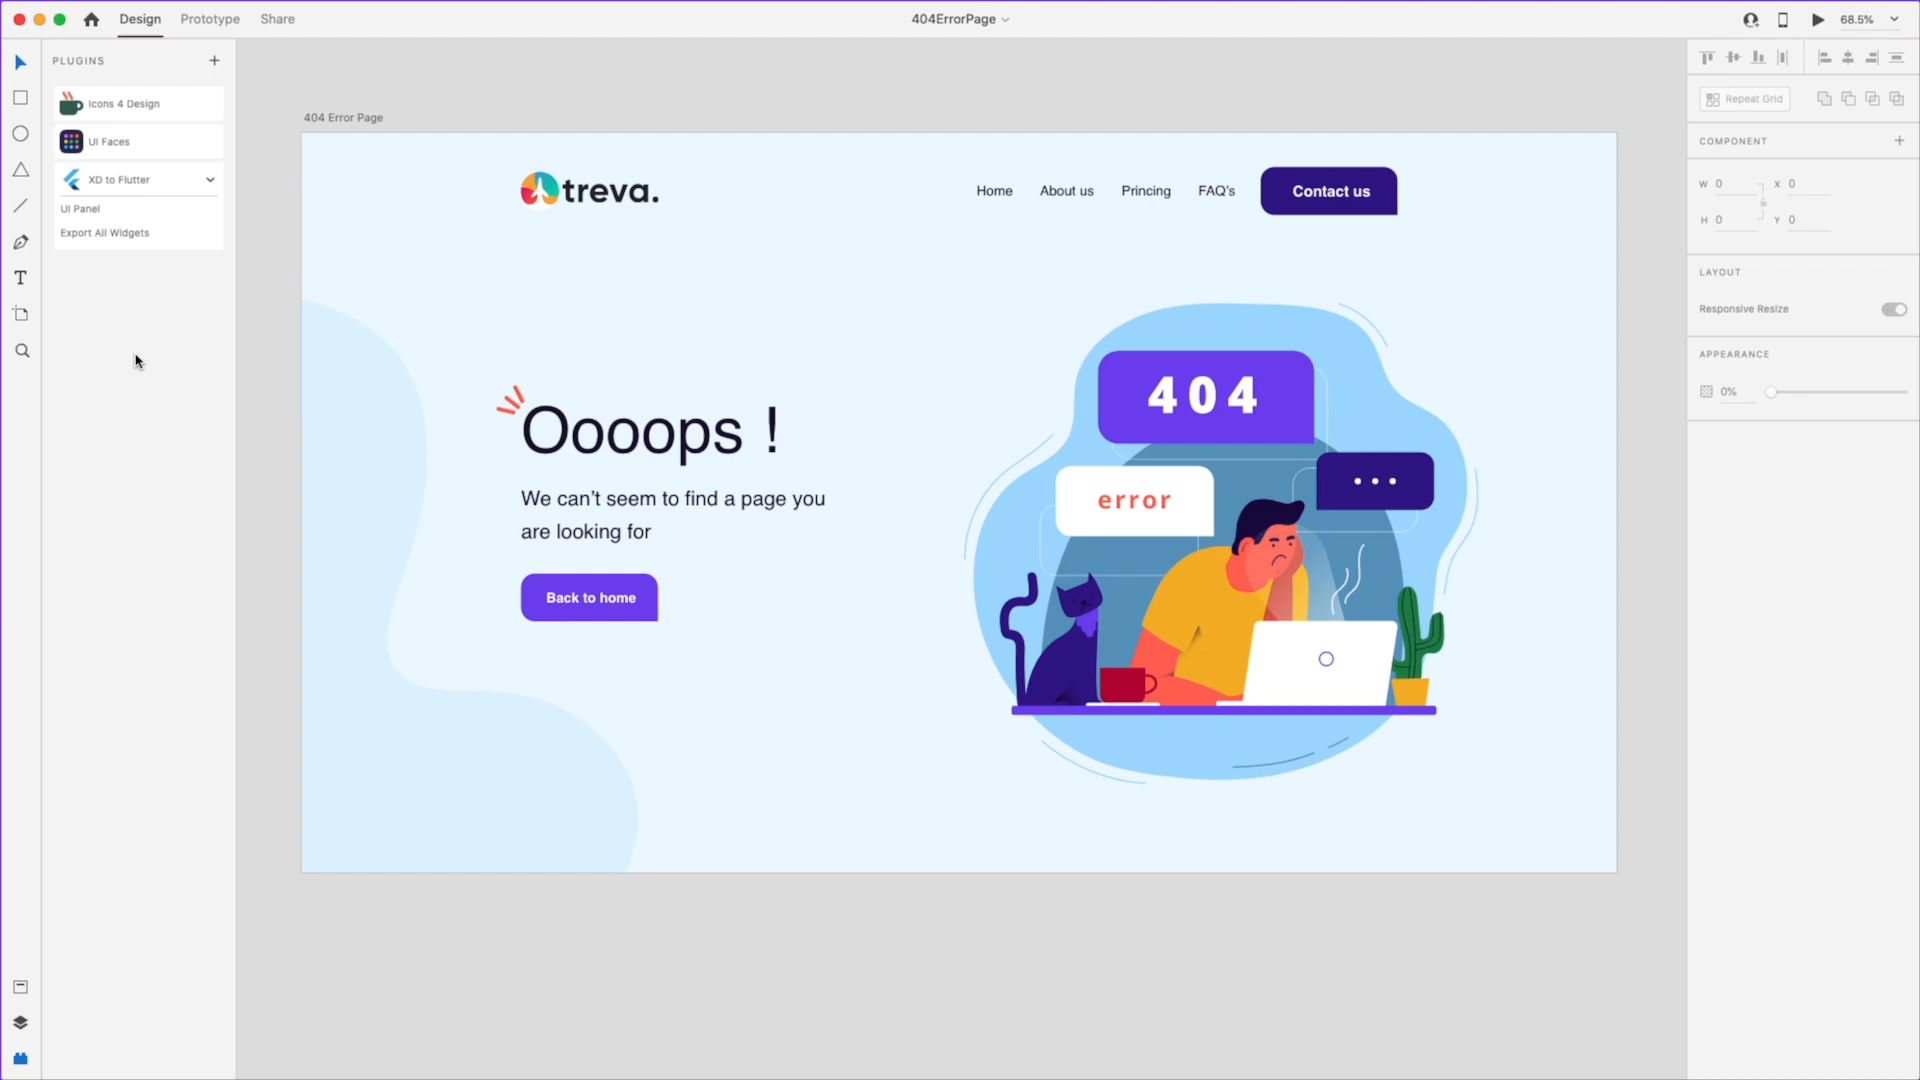 Design Prototype Share
404ErrorPage
68.5%
PLUGINS
Icons 4 Design
UI Faces
XD to Flutter
UI Panel
Export All Widgets
404 Error Page
treva.
Home About us Princing FAQ's Contact us
Oooops !
We can't seem to find a page you
are looking for
Back to home
404
error
Repeat Grid
COMPONENT
W 0 X 0
H 0 Y 0
LAYOUT
Responsive Resize
APPEARANCE
0%